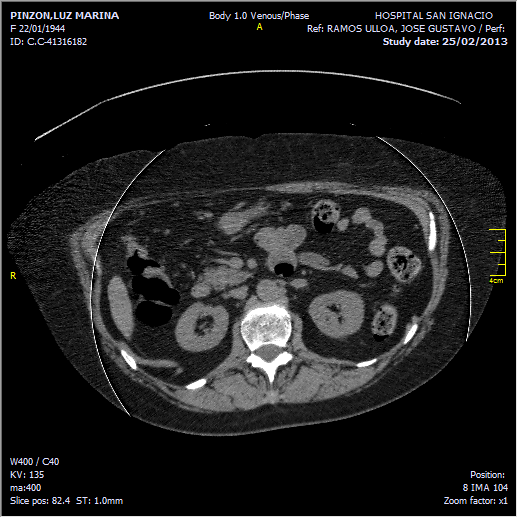 PINZON,LUZ MARINA
F 22/01/1944
ID: C.C-41316182
Body 1.0 Venous/Phase
A
HOSPITAL SAN IGNACIO
Ref: RAMOS ULLOA, JOSE GUSTAVO / Perf:
Study date: 25/02/2013
R
4cm
W400 / C40
KV: 135
ma:400
Slice pos: 82.4 ST: 1.0mm
Position:
8 IMA 104
Zoom factor: x1